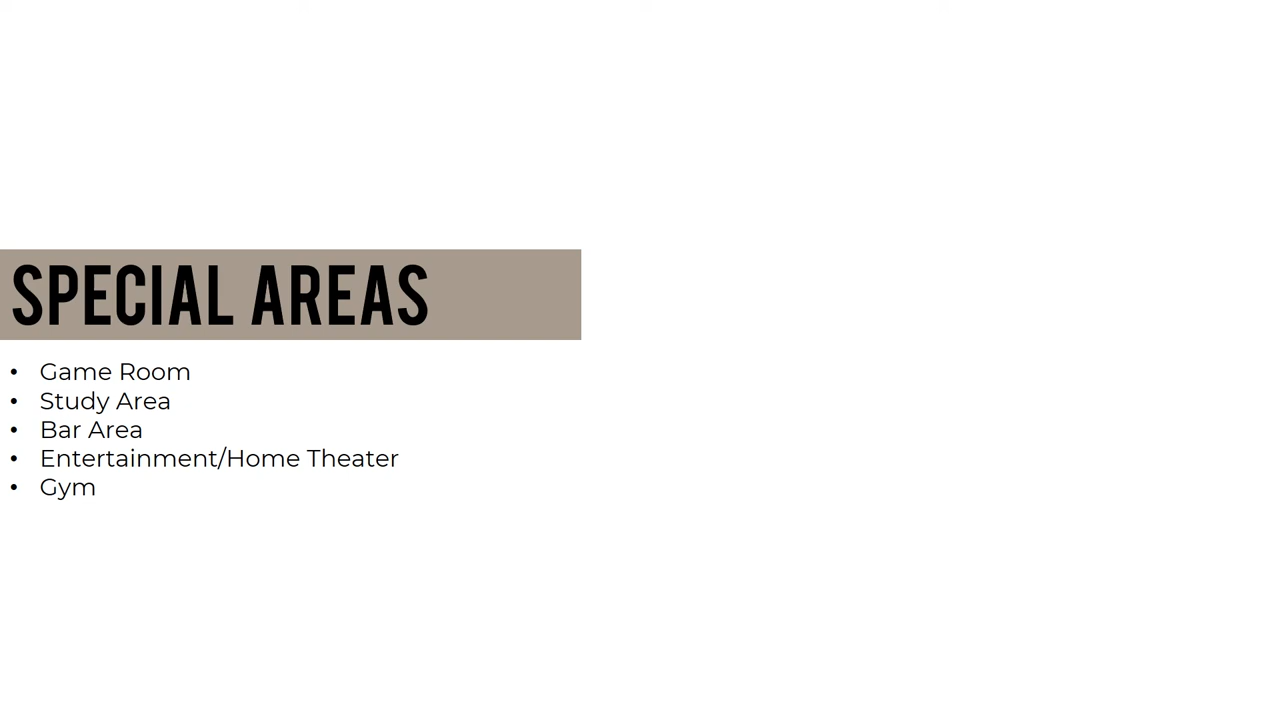 SPECIAL AREAS
• Game Room
• Study Area
• Bar Area
• Entertainment/Home Theater
• Gym